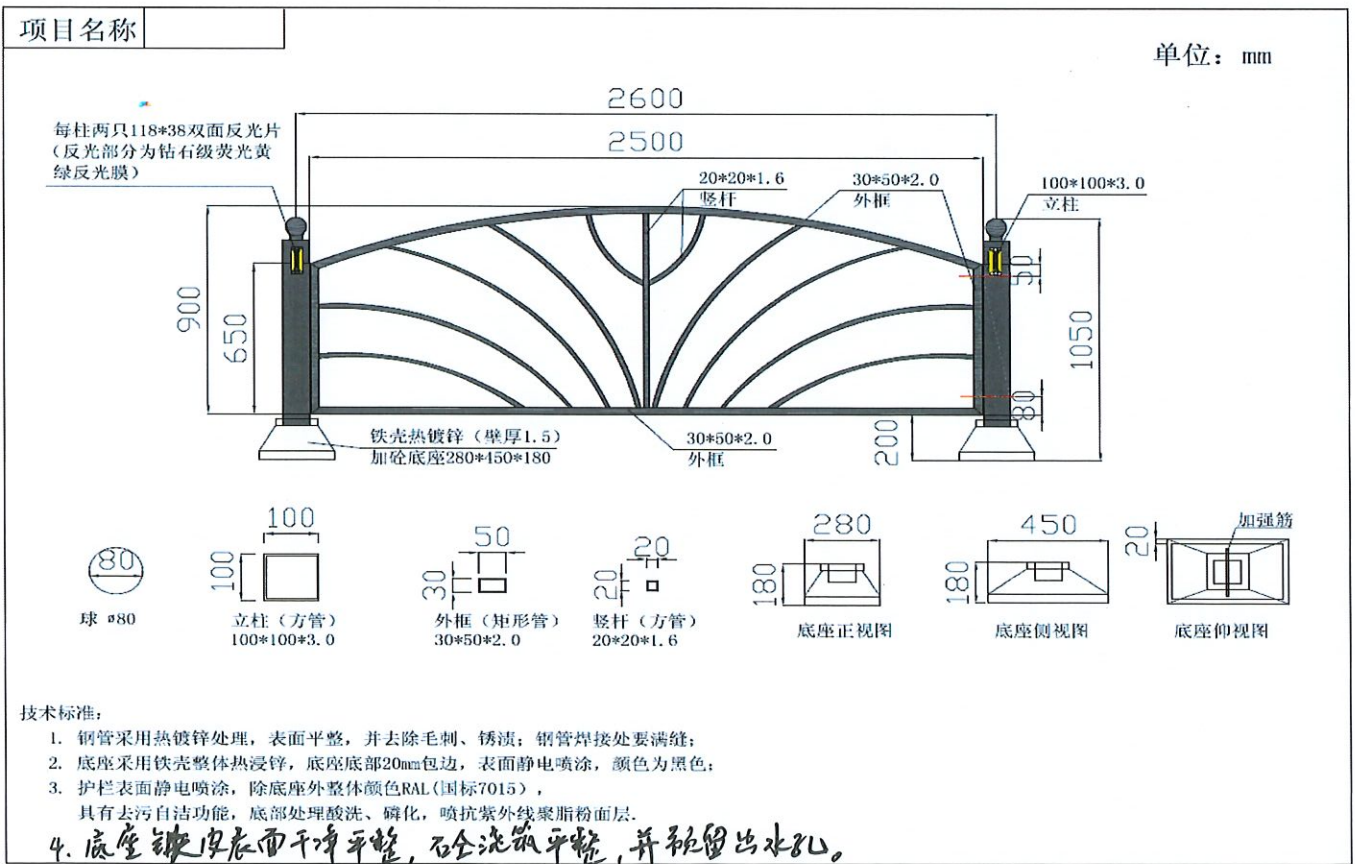 项目名称
单位：mm
2600
2500
每柱两只118*38双面反光片
（反光部分为钻石级荧光黄
绿反光膜）
20*20*1.6
竖杆
30*50*2.0
外框
100*100*3.0
立柱
900
650
50
1050
80
200
铁壳热镀锌（壁厚1.5）
加砼底座280*450*180
30*50*2.0
外框
80
球 ø80
100
100
立柱（方管）
100*100*3.0
50
30
外框（矩形管）
30*50*2.0
20
20
竖杆（方管）
20*20*1.6
280
180
底座正视图
450
180
底座侧视图
20
加强筋
底座仰视图
技术标准：
1. 钢管采用热镀锌处理，表面平整，并去除毛刺、锈渍；钢管焊接处要满缝；
2. 底座采用铁壳整体热浸锌，底座底部20mm包边，表面静电喷涂，颜色为黑色；
3. 护栏表面静电喷涂，除底座外整体颜色RAL(国标7015），
具有去污自洁功能，底部处理酸洗、磷化，喷抗紫外线聚脂粉面层.
4. 底座铁皮表面干净平整，砼浇筑平整，并预留出水孔。